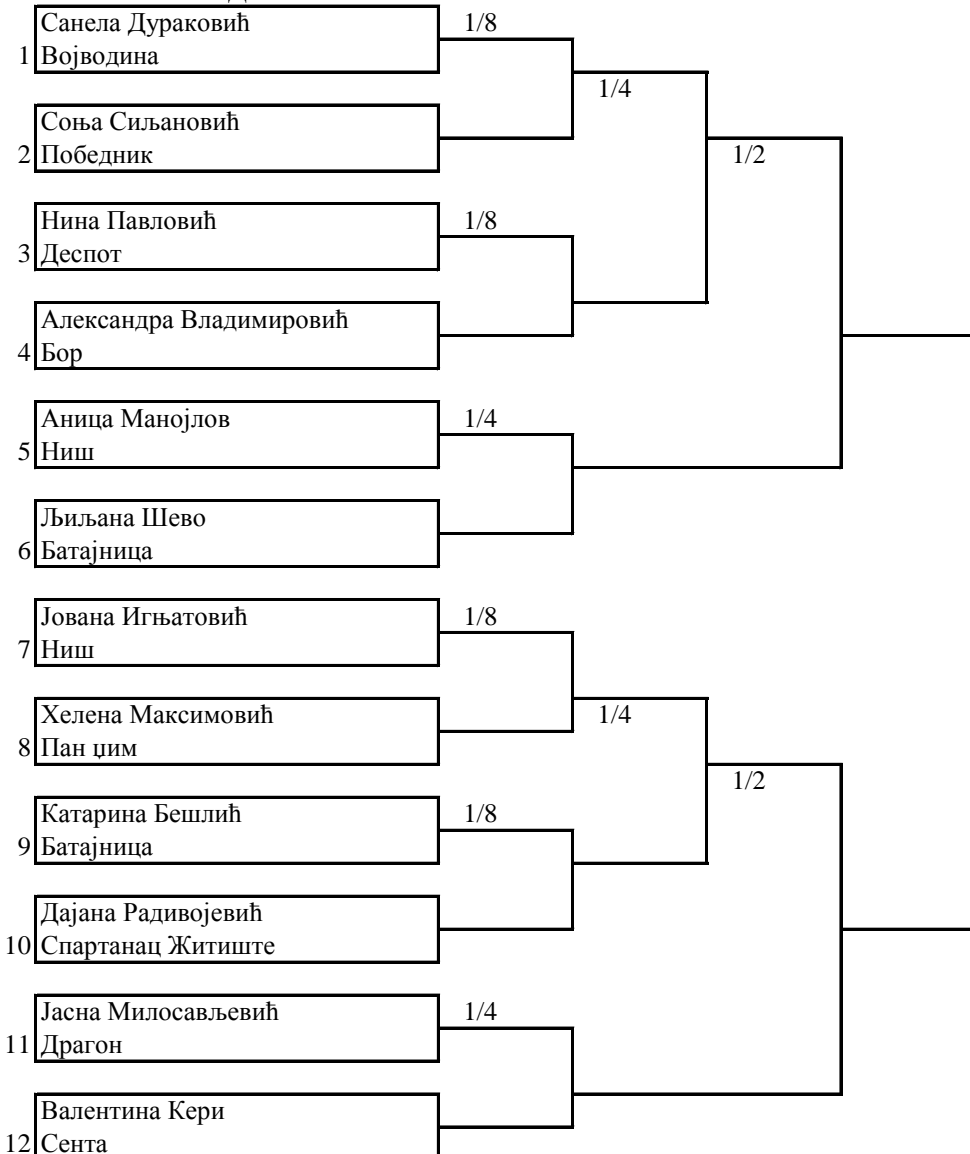 Санела Дураковић 1/8
1 Војводина
1/4
Соња Сиљановић
2 Победник 1/2
Нина Павловић 1/8
3 Деспот
Александра Владимировић
4 Бор
Аница Манојлов 1/4
5 Ниш
Љиљана Шево
6 Батајница
Јована Игњатовић 1/8
7 Ниш
Хелена Максимовић 1/4
8 Пан џим
1/2
Катарина Бешлић 1/8
9 Батајница
Дајана Радивојевић
10 Спартанац Житиште
Јасна Милосављевић 1/4
11 Драгон
Валентина Кери
12 Сента